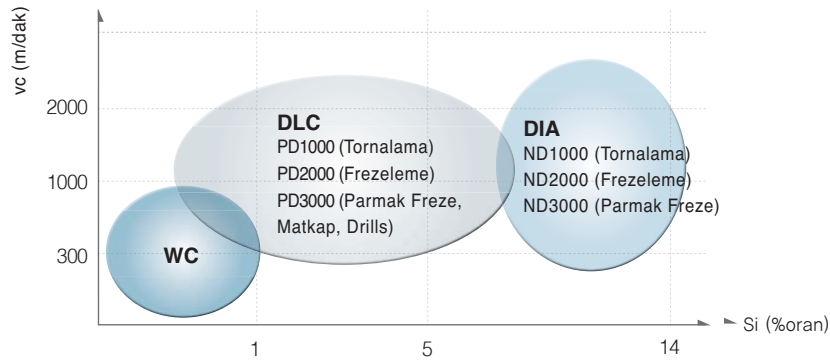 vc (m/dak)
2000
1000
300
DLC
PD1000 (Tornalama)
PD2000 (Frezeleme)
PD3000 (Parmak Freze,
Matkap, Drills)
DIA
ND1000 (Tornalama)
ND2000 (Frezeleme)
ND3000 (Parmak Freze)
WC
1
5
14
Si (%oran)